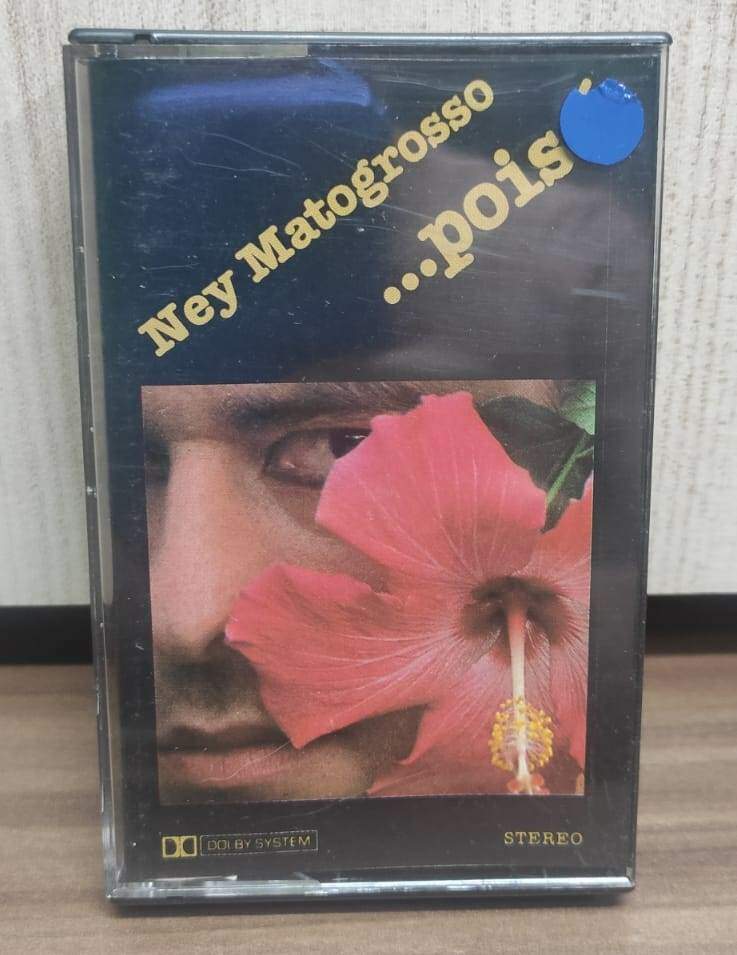 Ney Matogrosso
...pois
DOLBY SYSTEM
STEREO